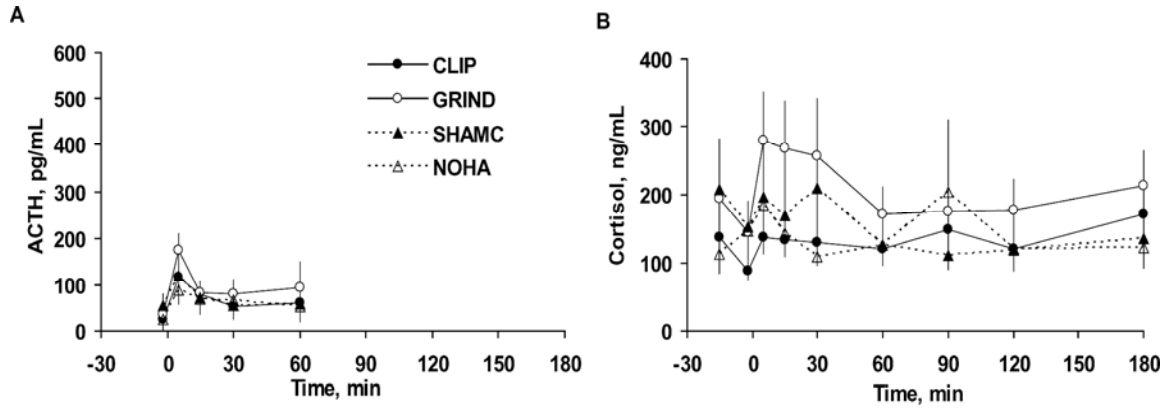 A
ACTH, pg/mL
600
500
400
300
200
100
0
-30 0 30 60 90 120 150 180
Time, min
CLIP
GRIND
SHAMC
NOHA
B
Cortisol, ng/mL
400
300
200
100
0
-30 0 30 60 90 120 150 180
Time, min